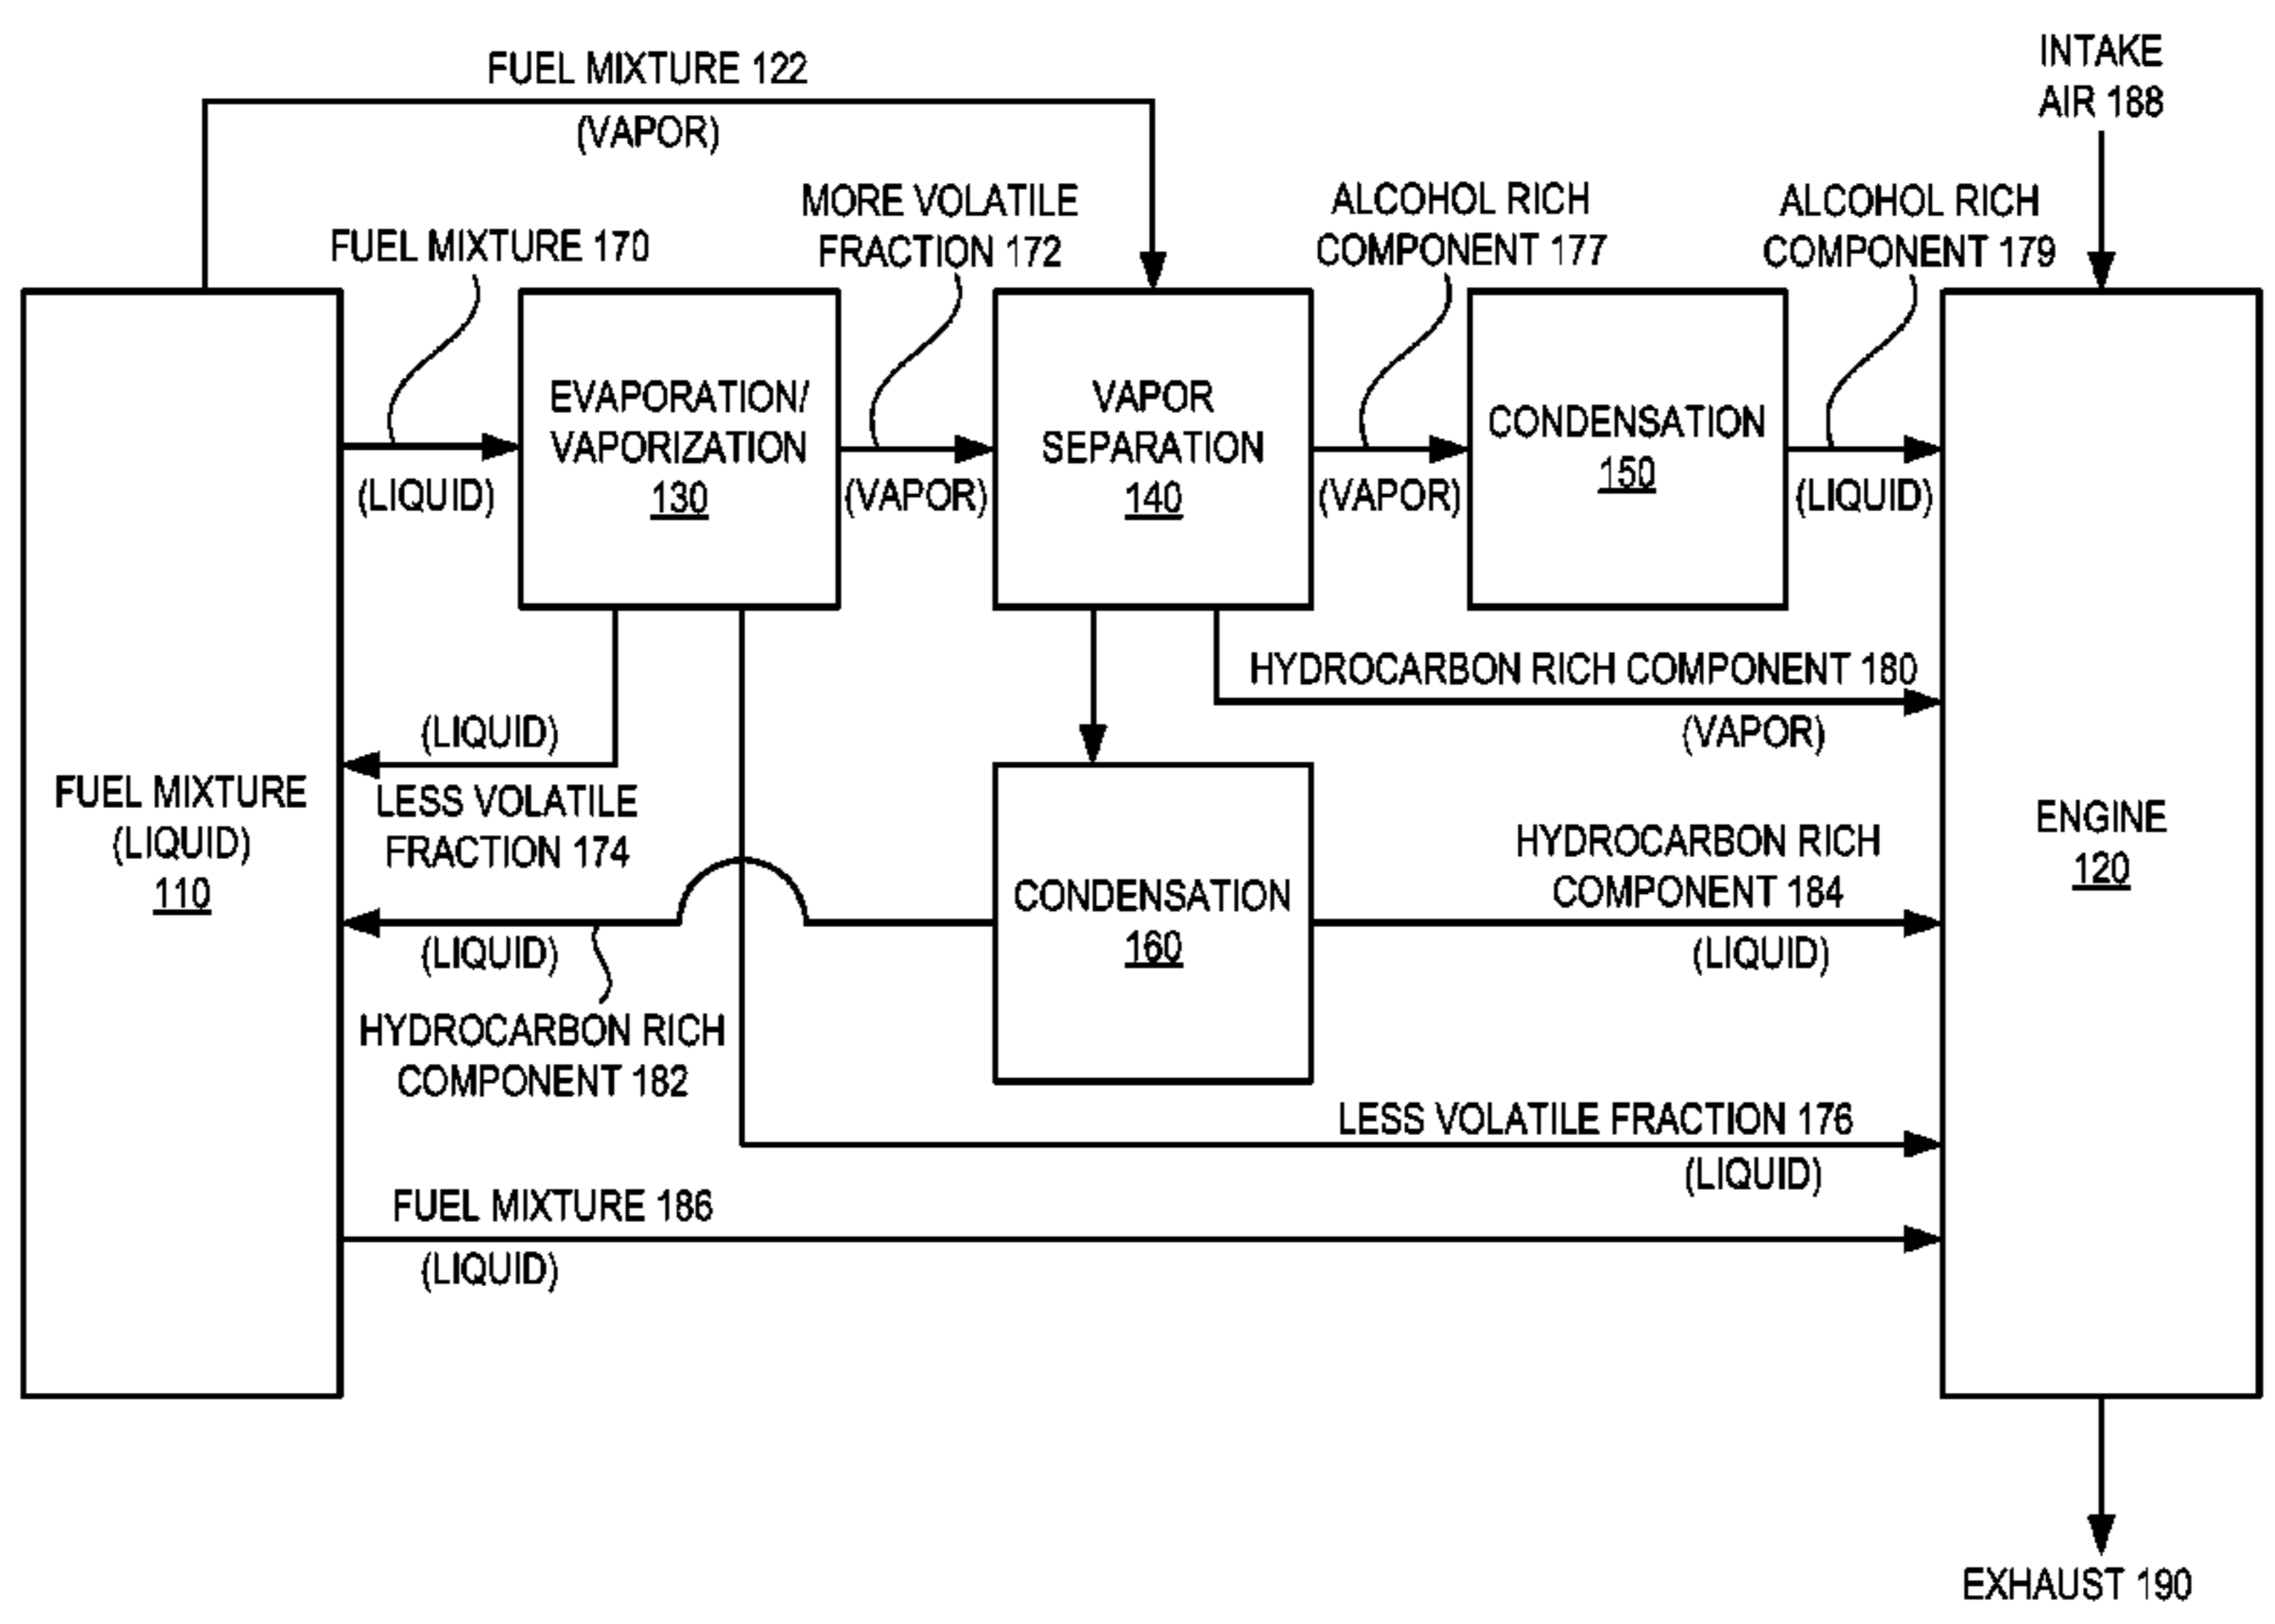 FUEL MIXTURE 122
(VAPOR)
INTAKE
AIR 188
FUEL MIXTURE 170
MORE VOLATILE
FRACTION 172
ALCOHOL RICH
COMPONENT 177
ALCOHOL RICH
COMPONENT 179
(LIQUID)
EVAPORATION/
VAPORIZATION
130
(VAPOR)
VAPOR
SEPARATION
140
(VAPOR)
CONDENSATION
150
(LIQUID)
HYDROCARBON RICH COMPONENT 180
(VAPOR)
(LIQUID)
LESS VOLATILE
FRACTION 174
FUEL MIXTURE
(LIQUID)
110
CONDENSATION
160
HYDROCARBON RICH
COMPONENT 184
(LIQUID)
ENGINE
120
(LIQUID)
HYDROCARBON RICH
COMPONENT 182
LESS VOLATILE FRACTION 176
(LIQUID)
FUEL MIXTURE 186
(LIQUID)
EXHAUST 190